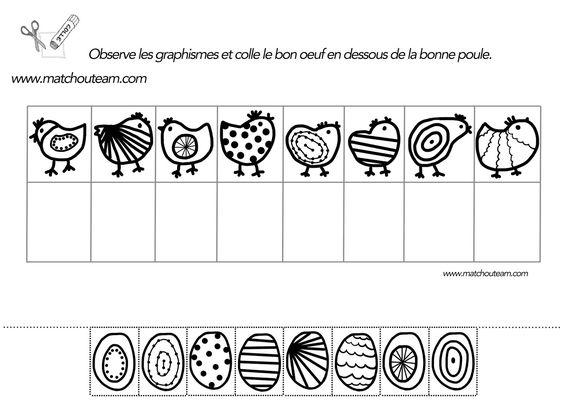 COLLE
Observe les graphismes et colle le bon oeuf en dessous de la bonne poule.
www.matchouteam.com
www.matchouteam.com